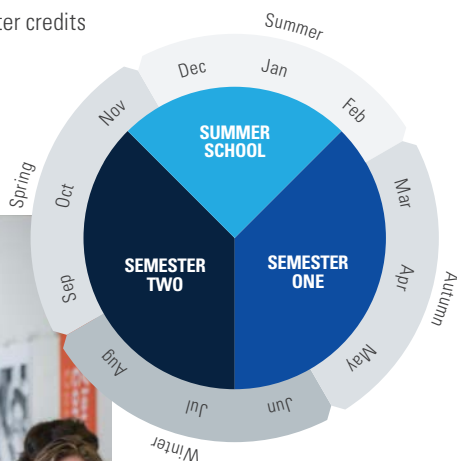 ter credits
Summer
Dec
Jan
Feb
Mar
Apr
May
Autumn
Jun
Jul
Aug
Winter
Sep
Oct
Nov
Spring
SUMMER
SCHOOL
SEMESTER
ONE
SEMESTER
TWO